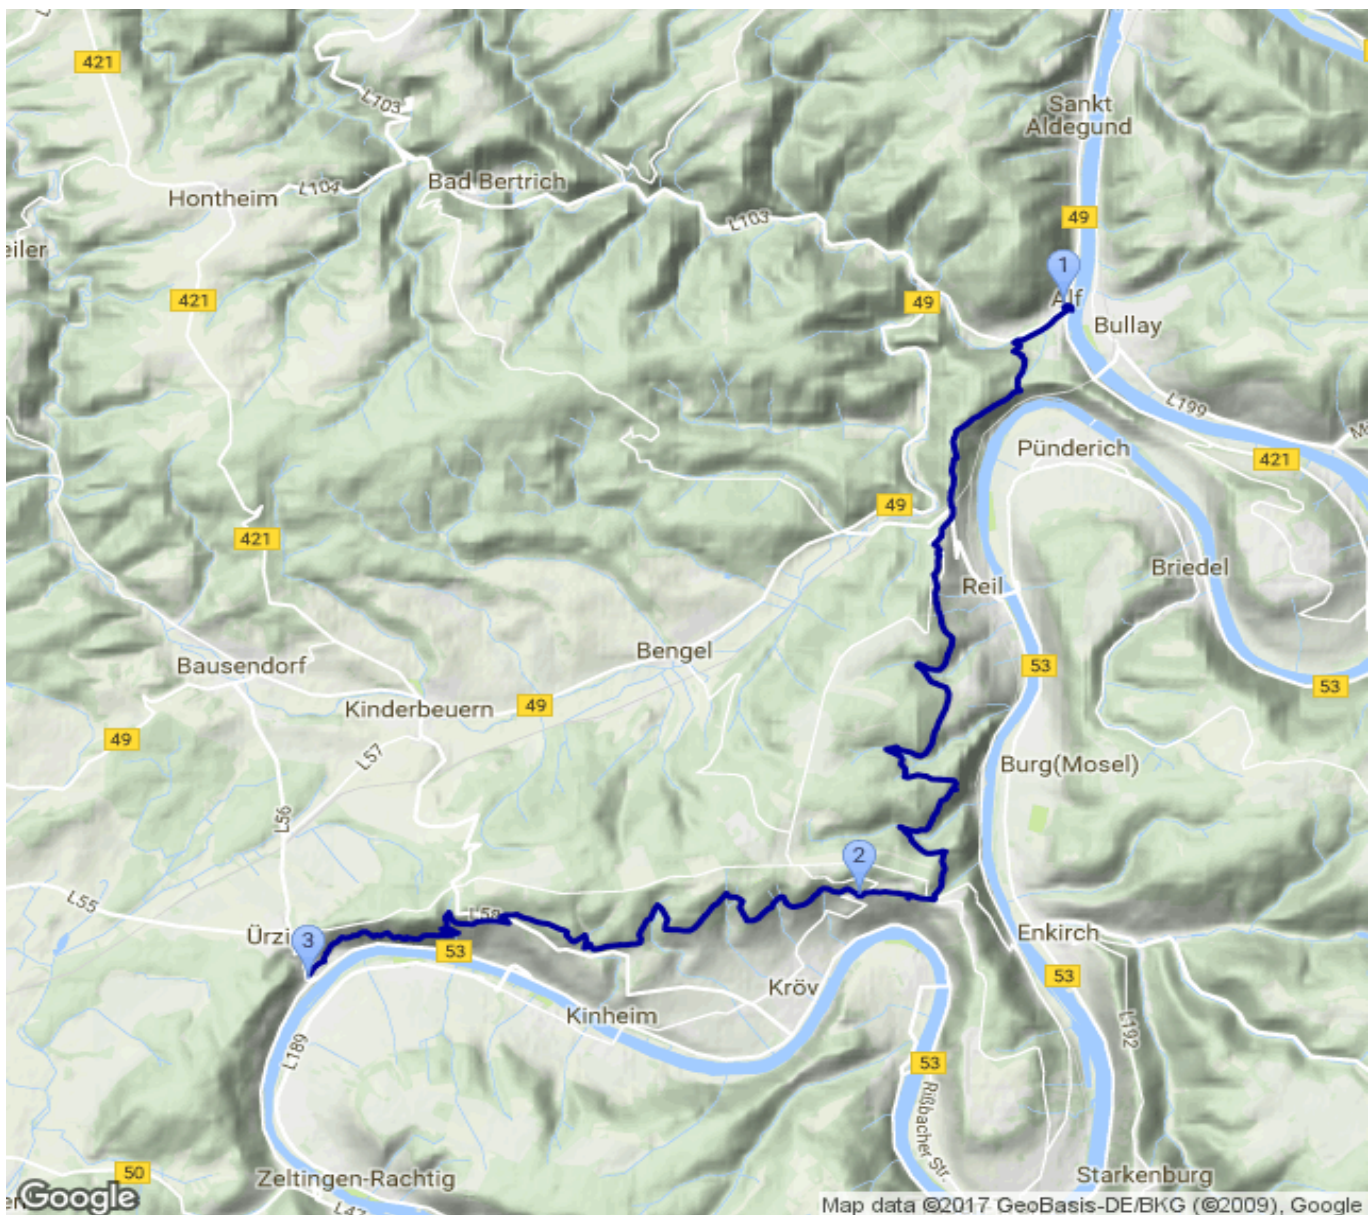 421
L103
Sankt
Aldegund
Hontheim
L104
Bad Bertrich
L103
49
eiler
421
1
Alf
49
Bullay
L199
Pünderich
421
49
421
Briedel
Reil
Bengel
Bausendorf
53
53
Kinderbeuern
49
49
L57
Burg(Mosel)
L56
2
L55
L58
Ürzi
3
53
Enkirch
53
Kröv
Kinheim
L189
L192
53
Rißbacher Str.
50
Zeltingen-Rachtig
Starkenburg
L47
Google
Map data ©2017 GeoBasis-DE/BKG (©2009), Google